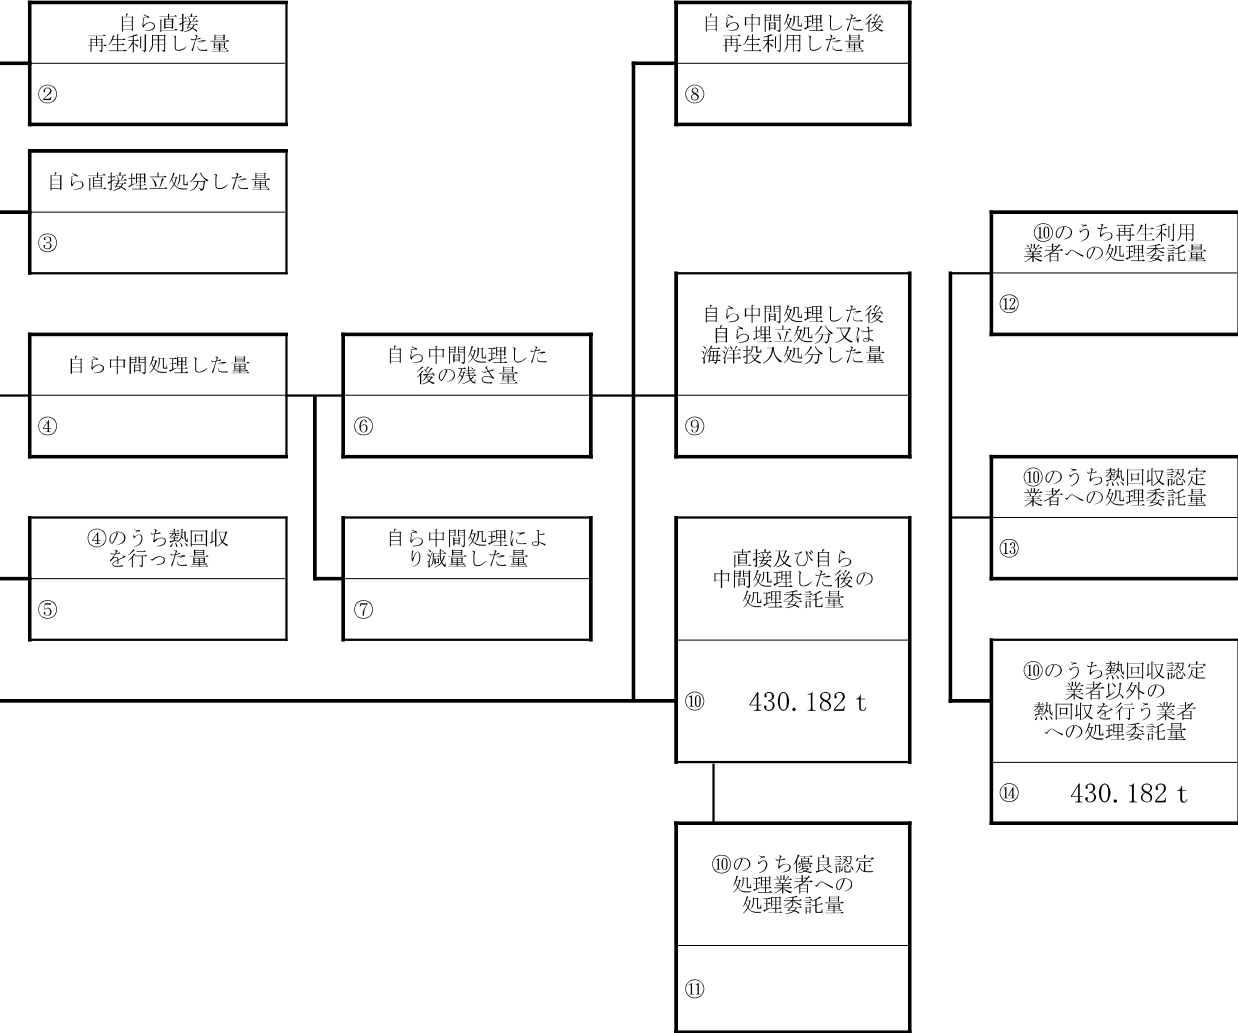 自ら直接
再生利用した量
②
自ら中間処理した後
再生利用した量
⑧
自ら直接埋立処分した量
③
⑩のうち再生利用
業者への処理委託量
⑫
自ら中間処理した量
④
自ら中間処理した
後の残さ量
⑥
自ら中間処理した後
自ら埋立処分又は
海洋投入処分した量
⑨
⑩のうち熱回収認定
業者への処理委託量
⑬
④のうち熱回収
を行った量
⑤
自ら中間処理によ
り減量した量
⑦
直接及び自ら
中間処理した後の
処理委託量
⑩ 430.182 t
⑩のうち熱回収認定
業者以外の
熱回収を行う業者
への処理委託量
⑭ 430.182 t
⑩のうち優良認定
処理業者への
処理委託量
⑪